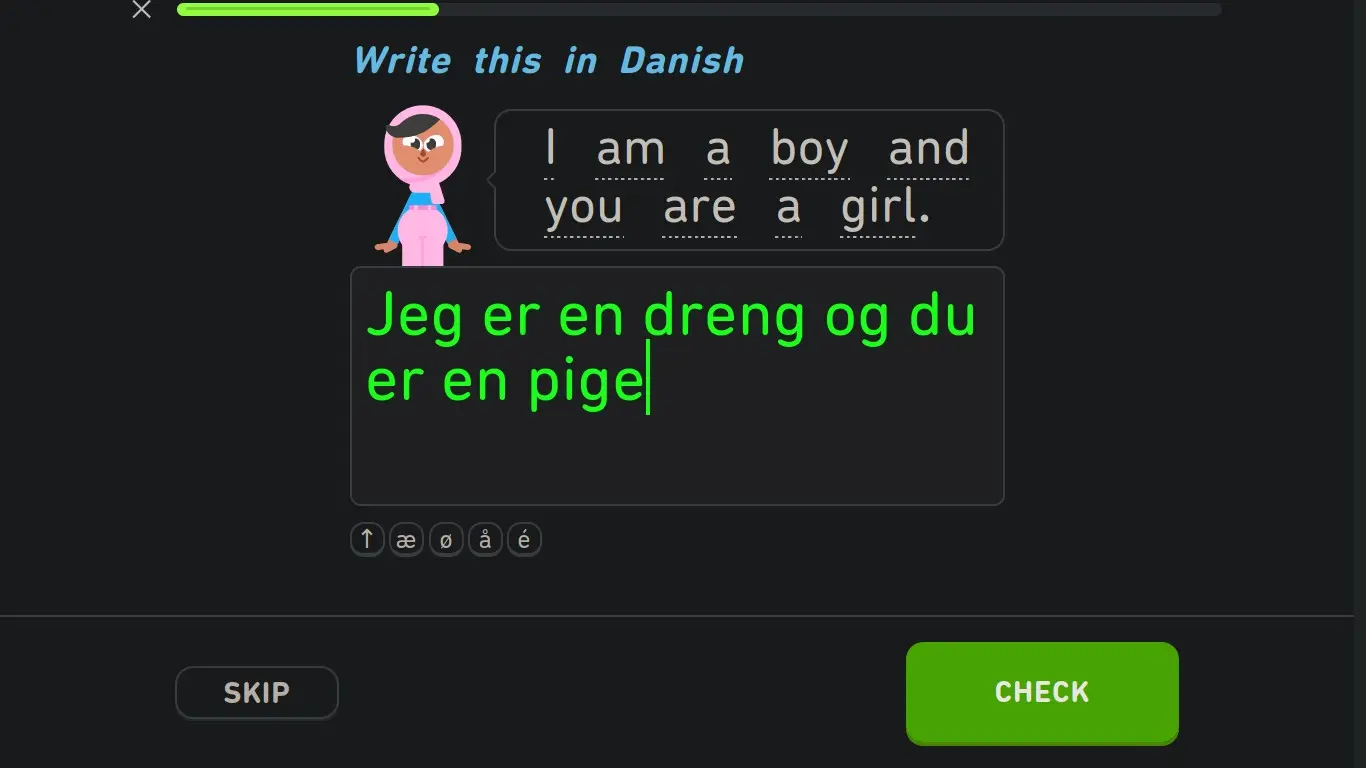 Write this in Danish
I am a boy and
you are a girl.
Jeg er en dreng og du
er en pige
↑ æ ø å é
SKIP
CHECK